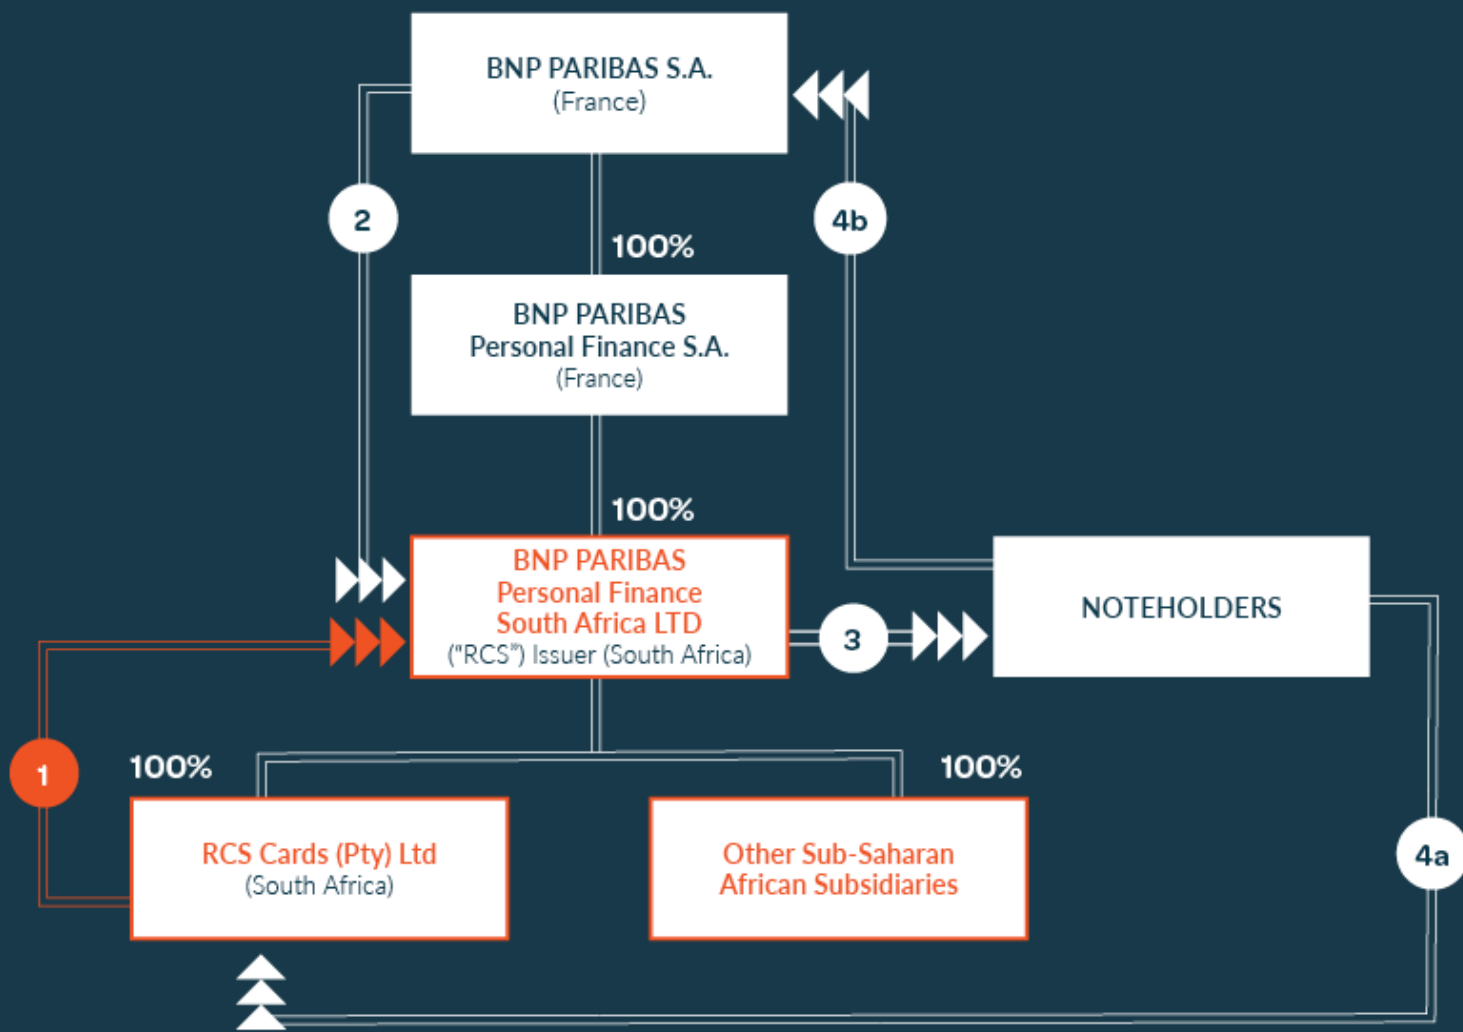 BNP PARIBAS S.A.
(France)
2
4b
100%
BNP PARIBAS
Personal Finance S.A.
(France)
100%
BNP PARIBAS
Personal Finance
South Africa LTD
("RCS”) Issuer (South Africa)
3
NOTEHOLDERS
1
100%
100%
RCS Cards (Pty) Ltd
(South Africa)
Other Sub-Saharan
African Subsidiaries
4a